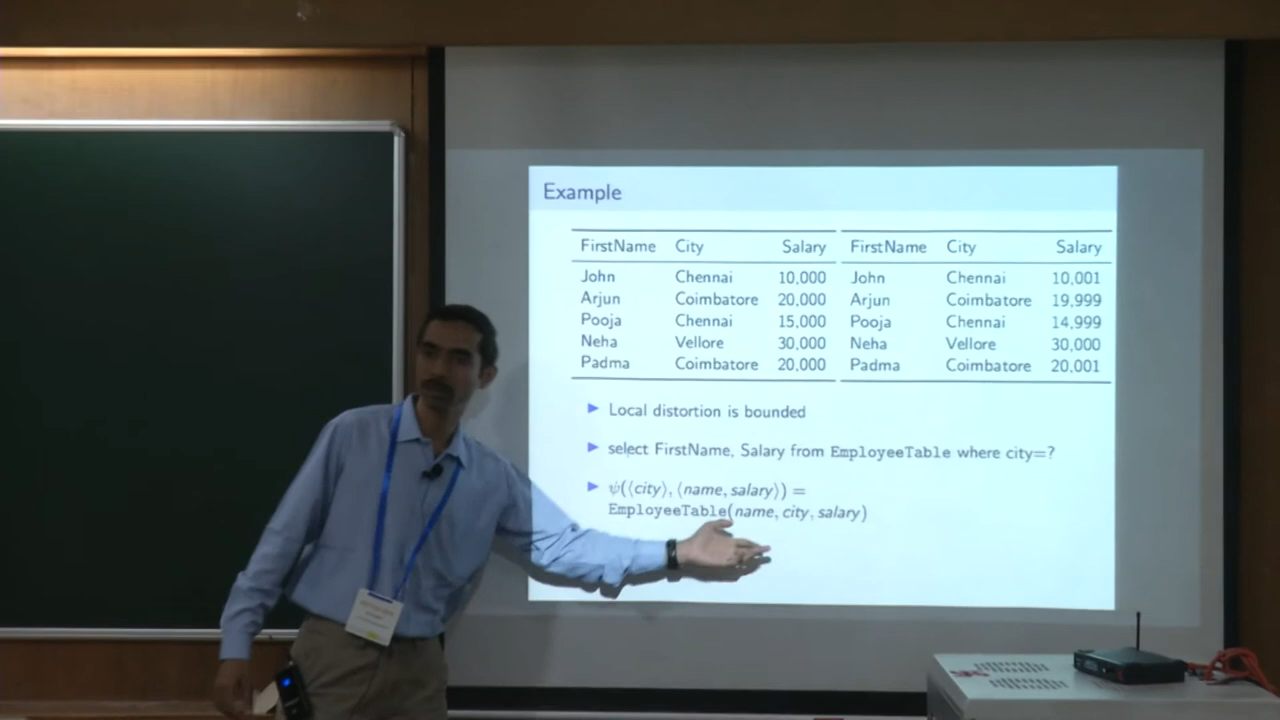 Example
FirstName City Salary FirstName City Salary
John Chennai 10,000 John Chennai 10,001
Arjun Coimbatore 20,000 Arjun Coimbatore 19,999
Pooja Chennai 15,000 Pooja Chennai 14,999
Neha Vellore 30,000 Neha Vellore 30,000
Padma Coimbatore 20,000 Padma Coimbatore 20,001
Local distortion is bounded
select FirstName, Salary from EmployeeTable where city=?
ψ(⟨city⟩, ⟨name, salary⟩) =
EmployeeTable(name, city, salary)